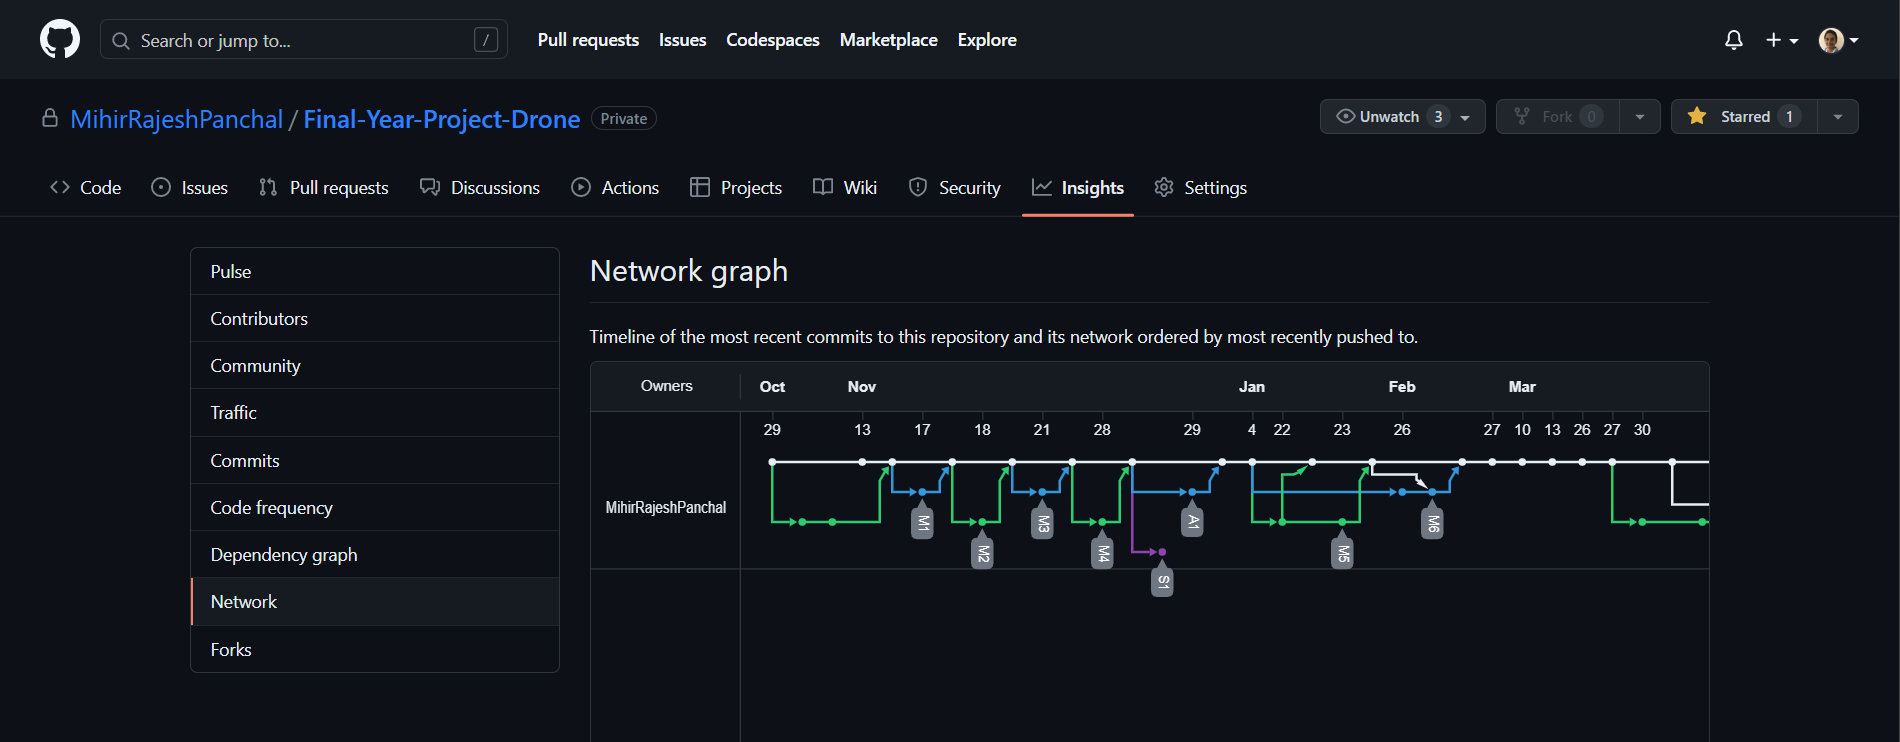 Search or jump to... / Pull requests Issues Codespaces Marketplace Explore
MihirRajeshPanchal / Final-Year-Project-Drone Private Unwatch 3 Fork 0 Starred 1
Code Issues Pull requests Discussions Actions Projects Wiki Security Insights Settings
Pulse
Contributors
Community
Traffic
Commits
Code frequency
Dependency graph
Network
Forks
Network graph
Timeline of the most recent commits to this repository and its network ordered by most recently pushed to.
Owners Oct Nov Jan Feb Mar
29 13 17 18 21 28 29 4 22 23 26 27 10 13 26 27 30
MihirRajeshPanchal
M1 M3 A1 M6
M2 M4 M5
S1